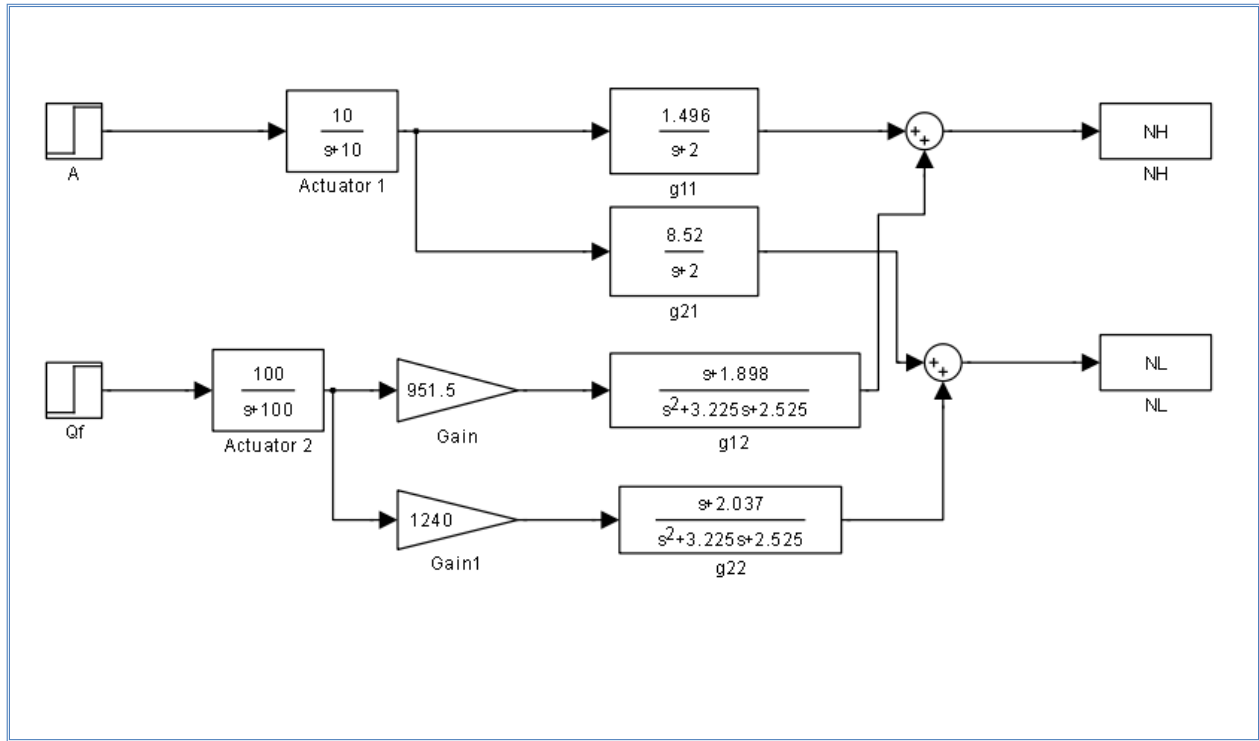 10
s+10
A
Actuator 1
1.496
s+2
g11
NH
NH
8.52
s+2
g21
100
s+100
Qf
Actuator 2
951.5
Gain
s+1.898
s²+3.225s+2.525
g12
NL
NL
1240
Gain1
s+2.037
s²+3.225s+2.525
g22